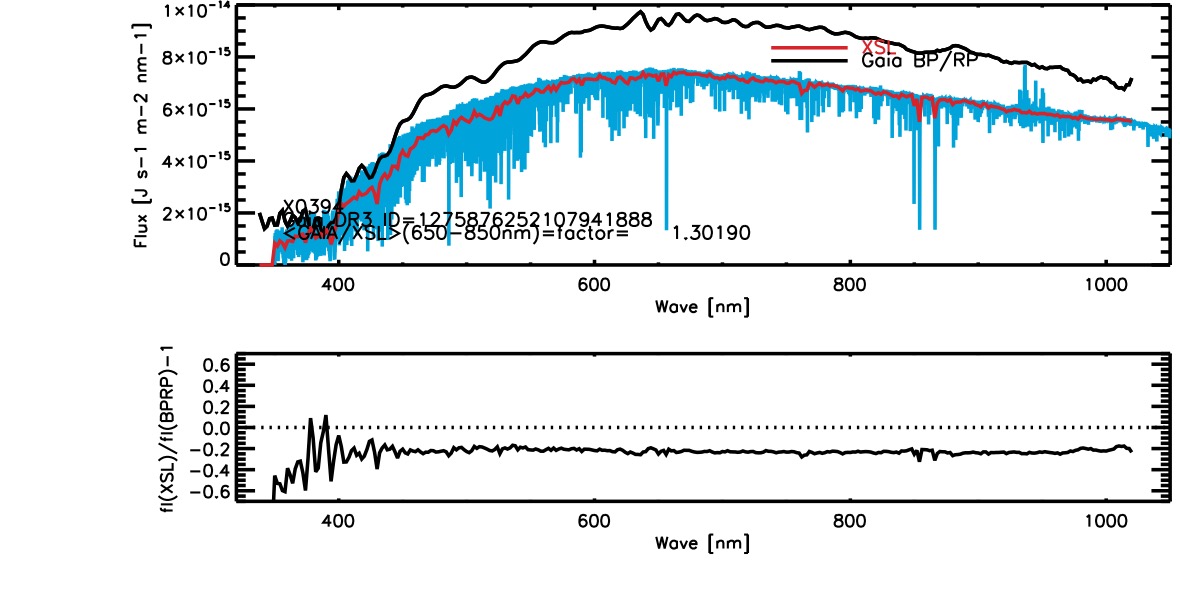 1×10−14
8×10−15
6×10−15
4×10−15
2×10−15
0
Flux [J s−1 m−2 nm−1]
XSL
Gaia BP/RP
X0394
DR3 ID=1275876252107941888
<GAIA/XSL>(650−850nm)=factor= 1.30190
400 600 800 1000
Wave [nm]
0.6
0.4
0.2
0.0
−0.2
−0.4
−0.6
fl(XSL)/fl(BPRP)−1
400 600 800 1000
Wave [nm]